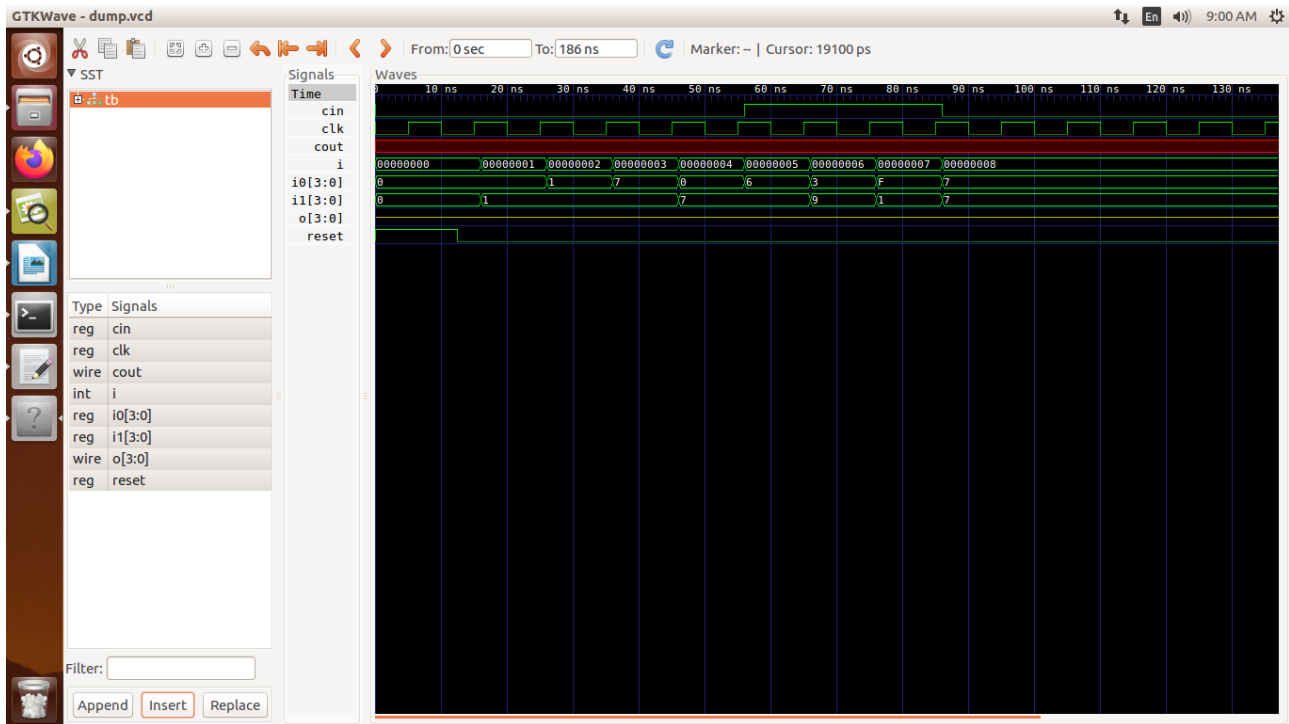 GTKWave - dump.vcd
En 9:00 AM
From: 0 sec To: 186 ns Marker: -- | Cursor: 19100 ps
SST
tb
Type Signals
reg cin
reg clk
wire cout
int i
reg i0[3:0]
reg i1[3:0]
wire o[3:0]
reg reset
Filter:
Append Insert Replace
Signals
Time
cin
clk
cout
i
i0[3:0]
i1[3:0]
o[3:0]
reset
Waves
0 10 ns 20 ns 30 ns 40 ns 50 ns 60 ns 70 ns 80 ns 90 ns 100 ns 110 ns 120 ns 130 ns
00000000 00000001 00000002 00000003 00000004 00000005 00000006 00000007 00000008
0 1 7 0 6 3 F 7
0 1 7 9 1 7